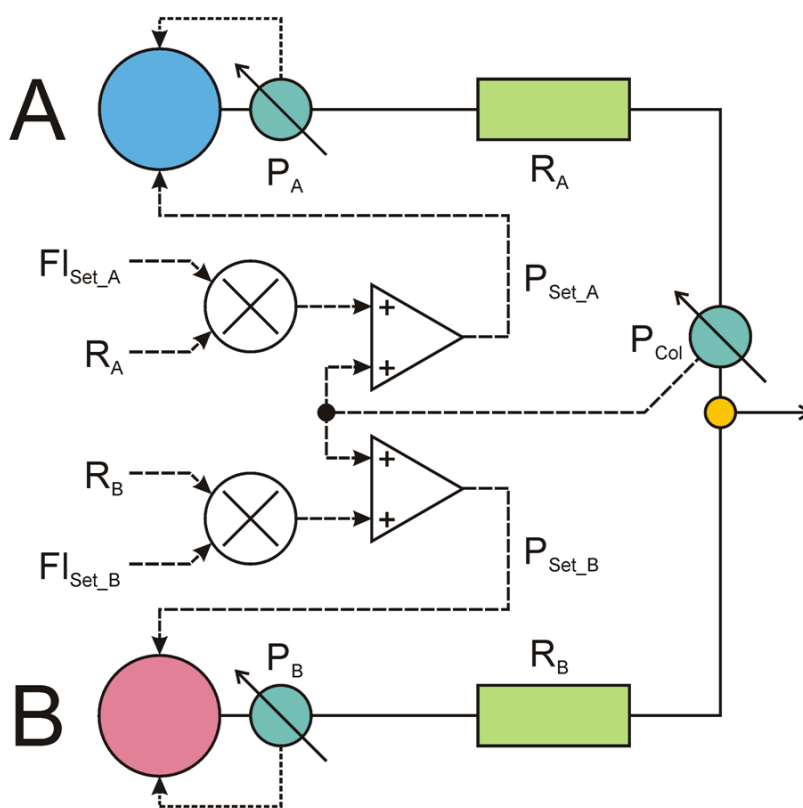 A
P_A
R_A
Fl_Set_A
P_Set_A
R_A
P_Col
+
+
+
+
R_B
Fl_Set_B
P_Set_B
P_B
R_B
B